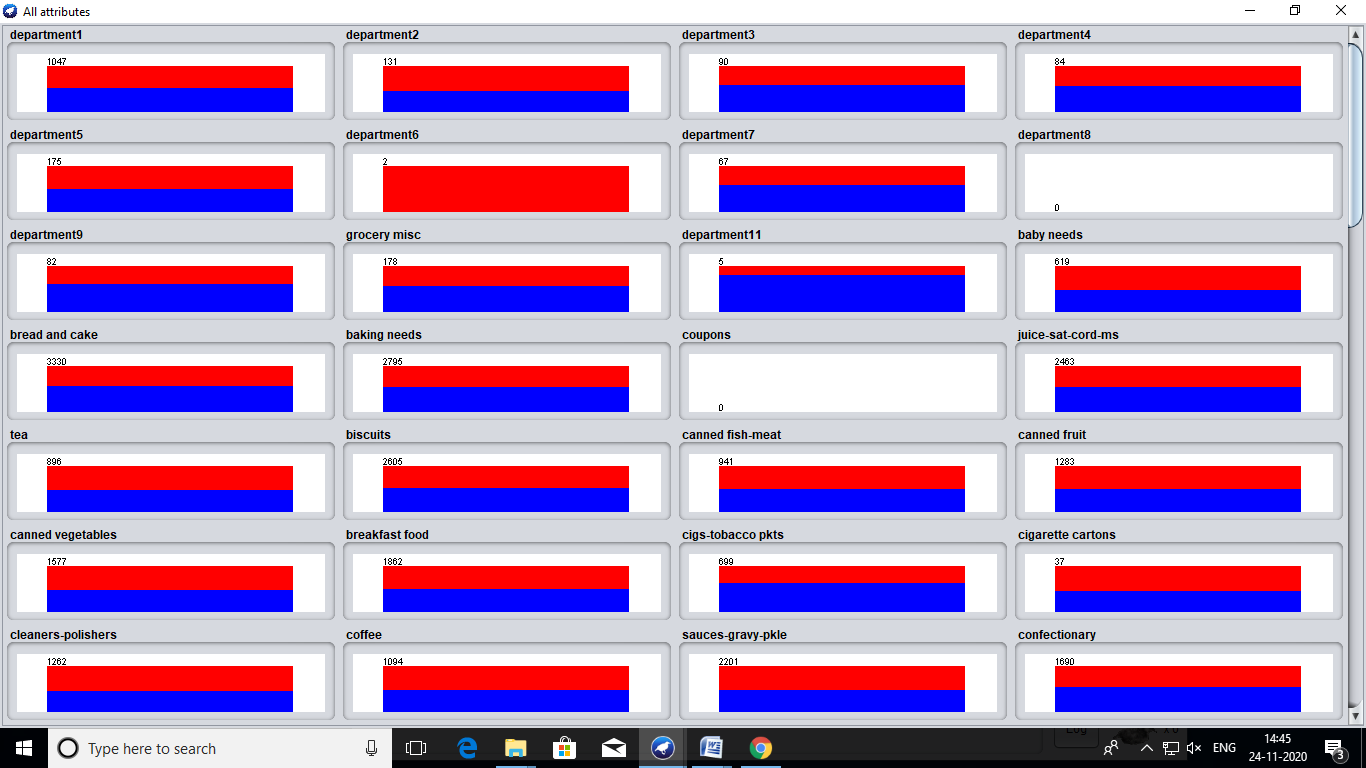 All attributes
department1 department2 department3 department4
1047 131 90 84
department5 department6 department7 department8
175 2 67 0
department9 grocery misc department11 baby needs
82 178 5 619
bread and cake baking needs coupons juice-sat-cord-ms
3330 2795 0 2463
tea biscuits canned fish-meat canned fruit
896 2605 941 1283
canned vegetables breakfast food cigs-tobacco pkts cigarette cartons
1577 1862 699 37
cleaners-polishers coffee sauces-gravy-pkle confectionary
1262 1094 2201 1690
Log x 0
Type here to search ENG 14:45
24-11-2020 3